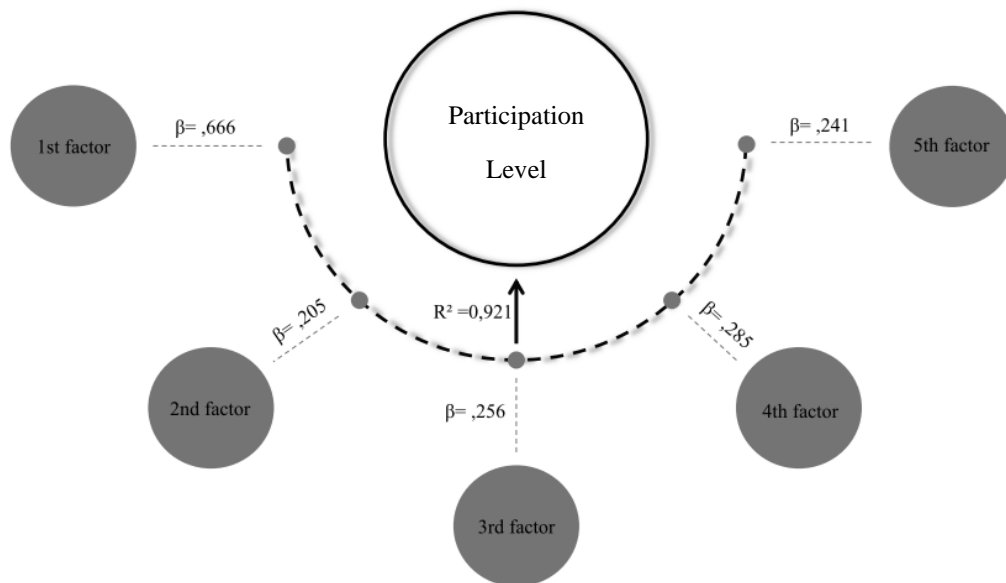 Participation
Level
β= ,666
1st factor
β= ,241
5th factor
R² =0,921
β= ,205
2nd factor
β= ,256
3rd factor
β= ,285
4th factor